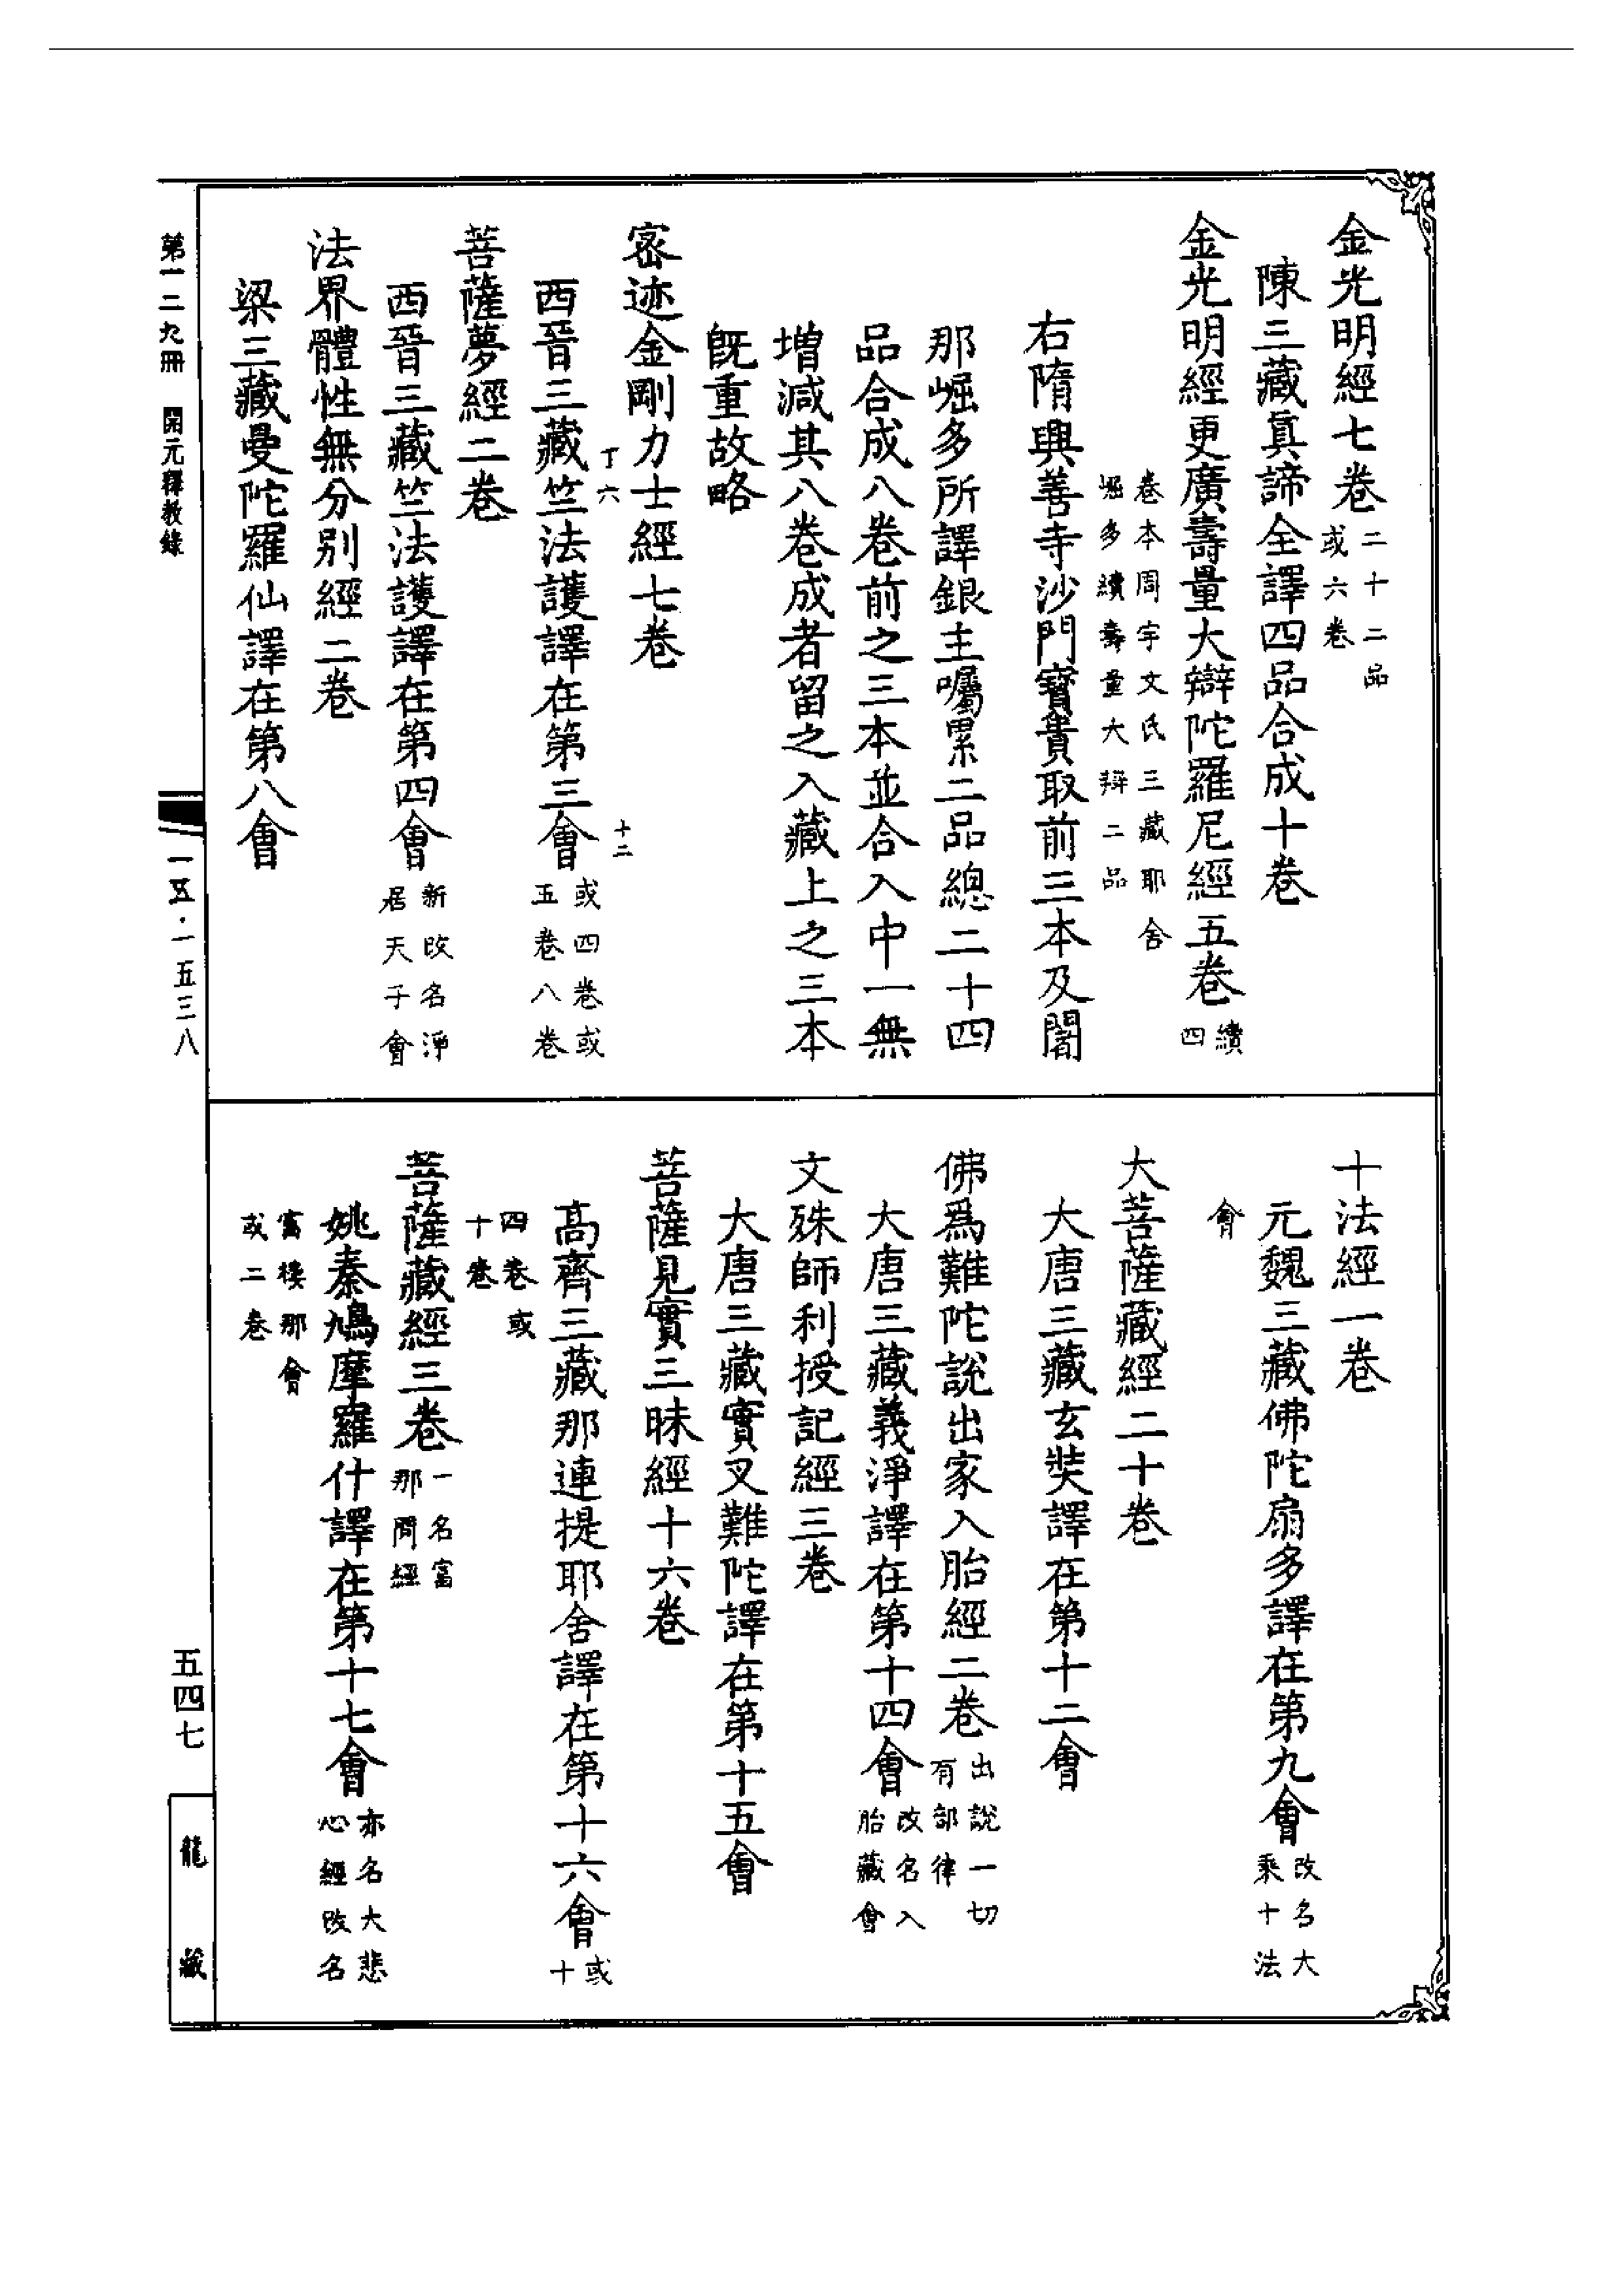 金光明經七卷二十二品或六卷
陳三藏真諦全譯四品合成十卷
金光明經更廣壽量大辯陀羅尼經五卷續四
卷本周宇文氏三藏耶舍崛多續壽量大辯二品
右隋興善寺沙門寶貴取前三本及闍
那崛多所譯銀主囑累二品總二十四
品合成八卷前之三本並合入中一無
增減其八卷成者留之入藏上之三本
既重故略
密迹金剛力士經七卷
丁六
十二
西晉三藏竺法護譯在第三會或四卷或五卷八卷
菩薩夢經二卷
西晉三藏竺法護譯在第四會新改名淨居天子會
法界體性無分別經二卷
梁三藏曼陀羅仙譯在第八會
十法經一卷
元魏三藏佛陀扇多譯在第九會改名大乘十法
會
大菩薩藏經二十卷
大唐三藏玄奘譯在第十二會
佛為難陀說出家入胎經二卷出說一切有部律
大唐三藏義淨譯在第十四會改名入胎藏會
文殊師利授記經三卷
大唐三藏實叉難陀譯在第十五會
菩薩見實三昧經十六卷
高齊三藏那連提耶舍譯在第十六會或十
四卷或十卷
菩薩藏經三卷一名富那問經
姚秦鳩摩羅什譯在第十七會亦名大悲心經改名
富樓那會或二卷
第一二九冊 開元釋教錄
一五·一五三八
五四七
龍藏